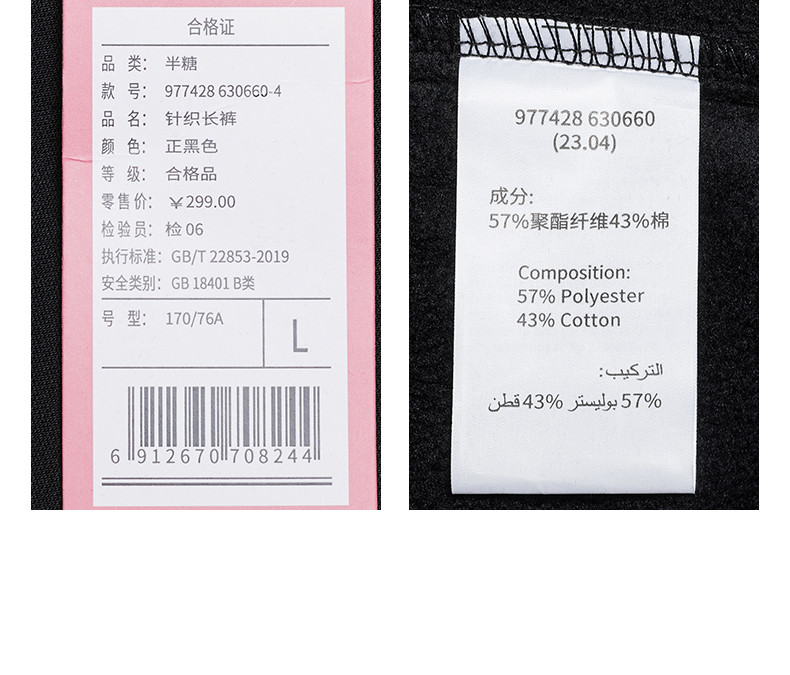 合格证
品 类： 半糖
款 号： 977428 630660-4
品 名： 针织长裤
颜 色： 正黑色
等 级： 合格品
零售价： ￥299.00
检验员： 检 06
执行标准： GB/T 22853-2019
安全类别： GB 18401 B类
号 型： 170/76A
L
6 912670 708244
977428 630660
(23.04)
成分:
57%聚酯纤维43%棉
Composition:
57% Polyester
43% Cotton
التركيب:
57% بوليستر 43% قطن